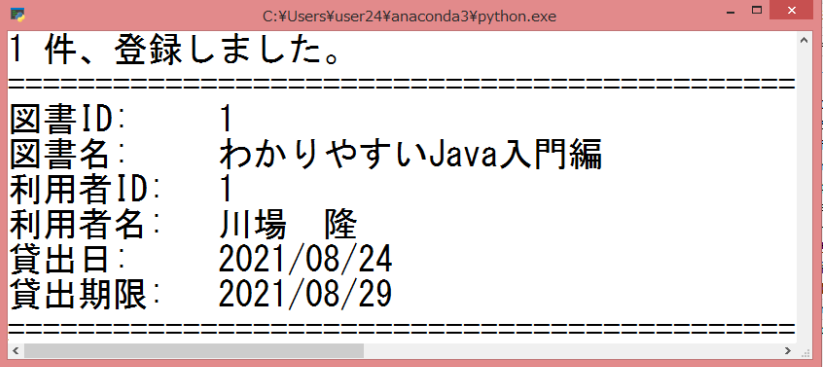 C:¥Users¥user24¥anaconda3¥python.exe
1 件、登録しました。
=============================================
図書ID:    1
図書名:    わかりやすいJava入門編
利用者ID:   1
利用者名:   川場　隆
貸出日:    2021/08/24
貸出期限:   2021/08/29
=============================================